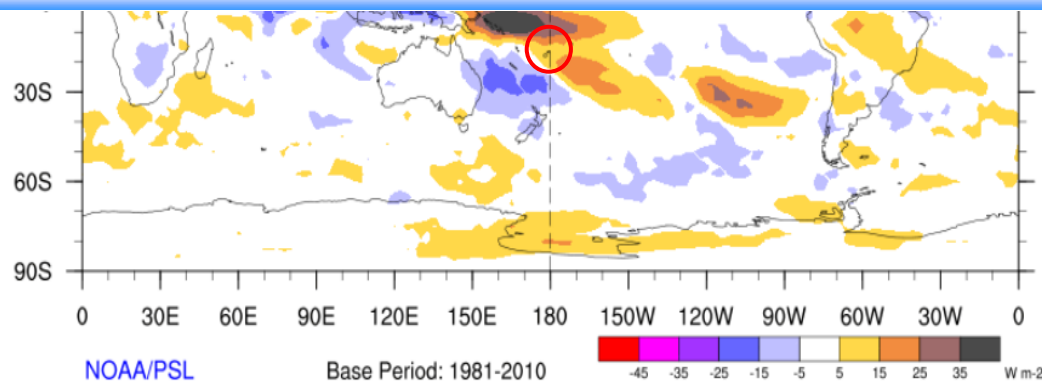 30S
60S
90S
0 30E 60E 90E 120E 150E 180 150W 120W 90W 60W 30W 0
-45 -35 -25 -15 -5 5 15 25 35 W m-2
NOAA/PSL Base Period: 1981-2010